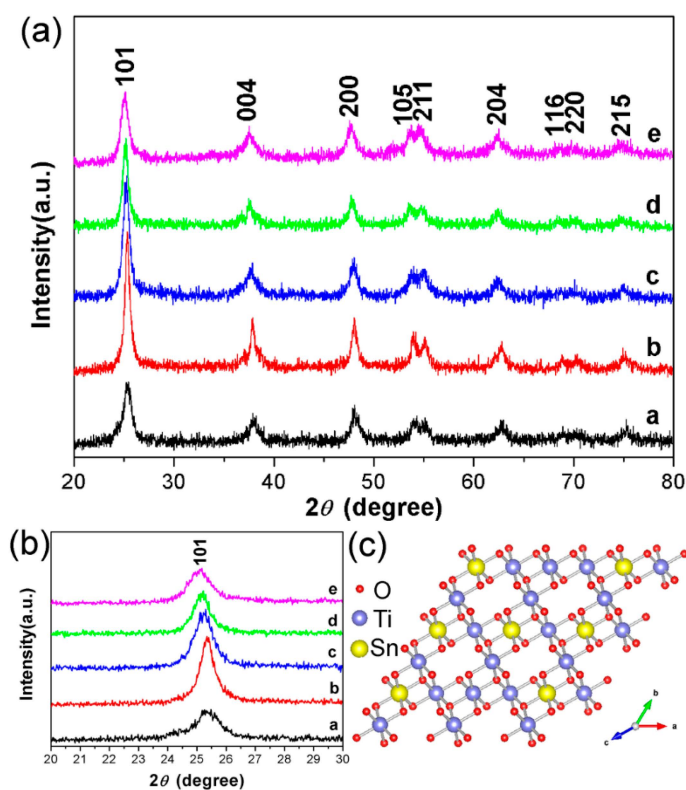 (a)
101
004
200
105
211
204
116
220
215
e
d
c
b
a
Intensity(a.u.)
20 30 40 50 60 70 80
2θ (degree)
(b)
101
e
d
c
b
a
Intensity(a.u.)
20 21 22 23 24 25 26 27 28 29 30
2θ (degree)
(c)
O
Ti
Sn
b
a
c